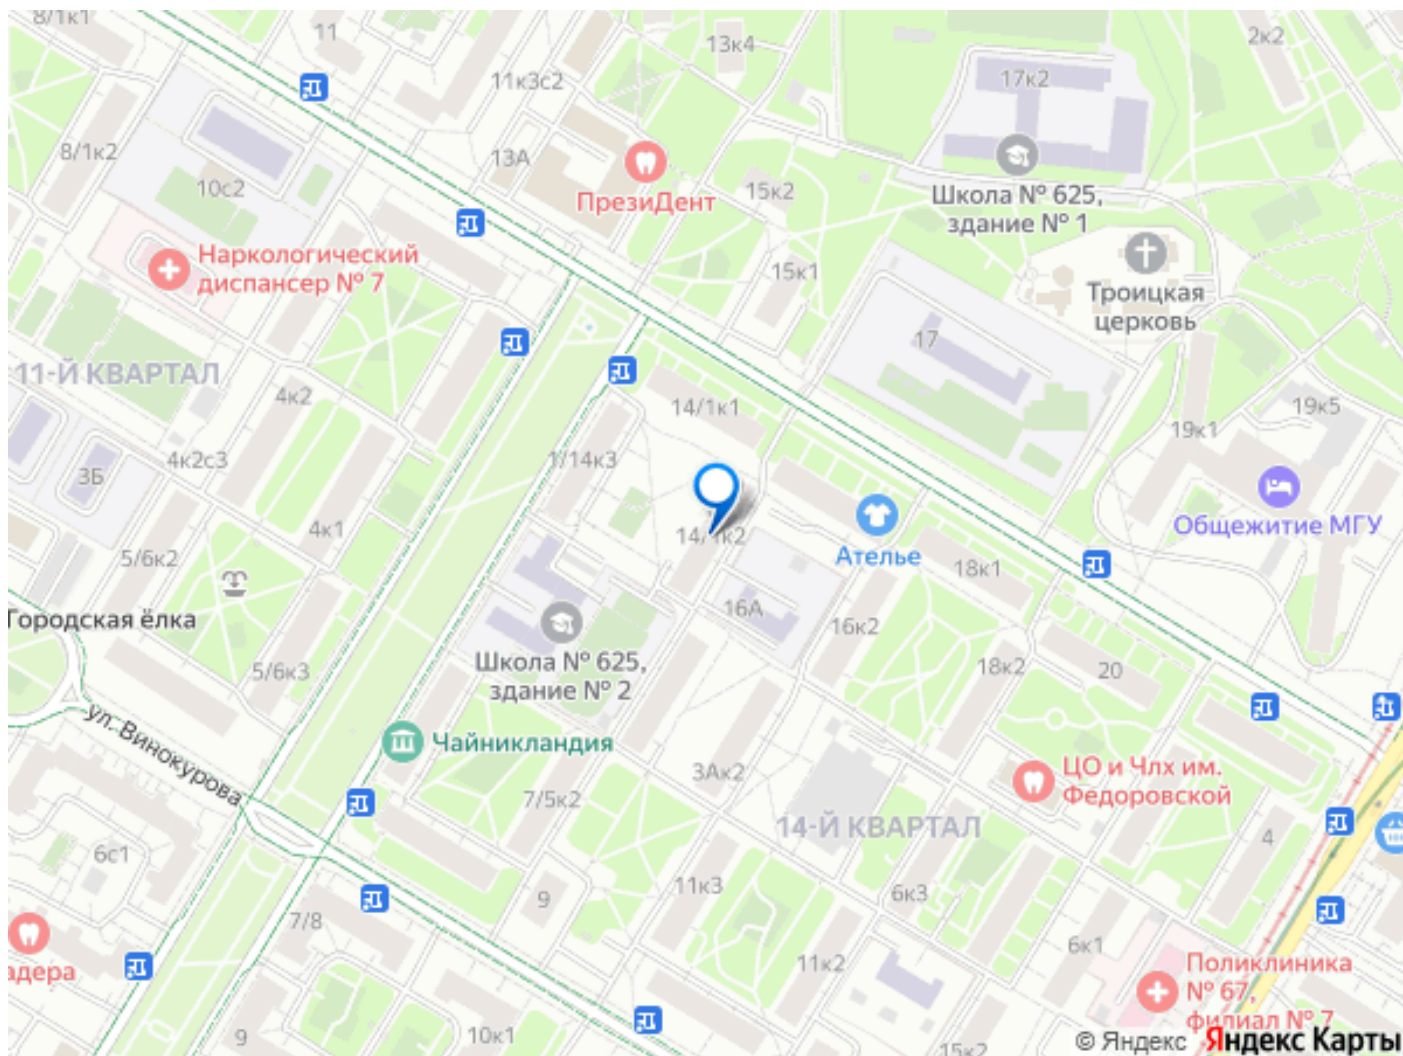 8/1к1
11
13к4
2к2
11к3с2
17к2
8/1к2
13А
10с2
ПрезиДент
15к2
Школа № 625,
здание № 1
Наркологический
диспансер № 7
15к1
Троицкая
церковь
17
11-Й КВАРТАЛ
4к2
14/1к1
19к5
19к1
1/14к3
4к2с3
3Б
Общежитие МГУ
4к1
14/1к2
Ателье
18к1
5/6к2
Городская ёлка
16А
16к2
Школа № 625,
здание № 2
5/6к3
18к2
20
ул. Винокурова
Чайникландия
3Ак2
ЦО и Члх им.
Федоровской
7/5к2
14-Й КВАРТАЛ
4
6с1
9
11к3
6к3
7/8
6к1
адера
11к2
Поликлиника
№ 67,
филиал № 7
9
10к1
15к2
© Яндекс Яндекс Карты